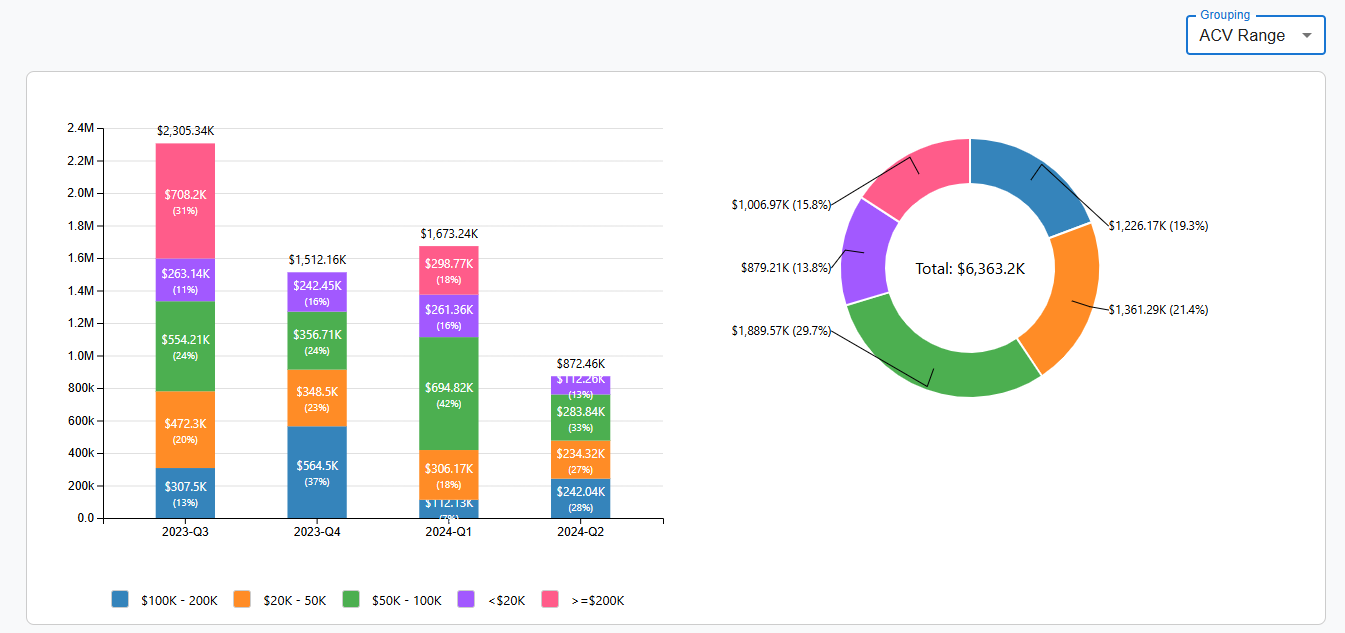 Grouping
ACV Range
2.4M
2.2M
2.0M
1.8M
1.6M
1.4M
1.2M
1.0M
800k
600k
400k
200k
0.0
$2,305.34K
$708.2K
(31%)
$263.14K
(11%)
$554.21K
(24%)
$472.3K
(20%)
$307.5K
(13%)
2023-Q3
$1,512.16K
$242.45K
(16%)
$356.71K
(24%)
$348.5K
(23%)
$564.5K
(37%)
2023-Q4
$1,673.24K
$298.77K
(18%)
$261.36K
(16%)
$694.82K
(42%)
$306.17K
(18%)
$112.13K
(7%)
2024-Q1
$872.46K
$112.26K
(13%)
$283.84K
(33%)
$234.32K
(27%)
$242.04K
(28%)
2024-Q2
$100K - 200K
$20K - 50K
$50K - 100K
<$20K
>=$200K
$1,006.97K (15.8%)
$1,226.17K (19.3%)
$879.21K (13.8%)
Total: $6,363.2K
$1,361.29K (21.4%)
$1,889.57K (29.7%)